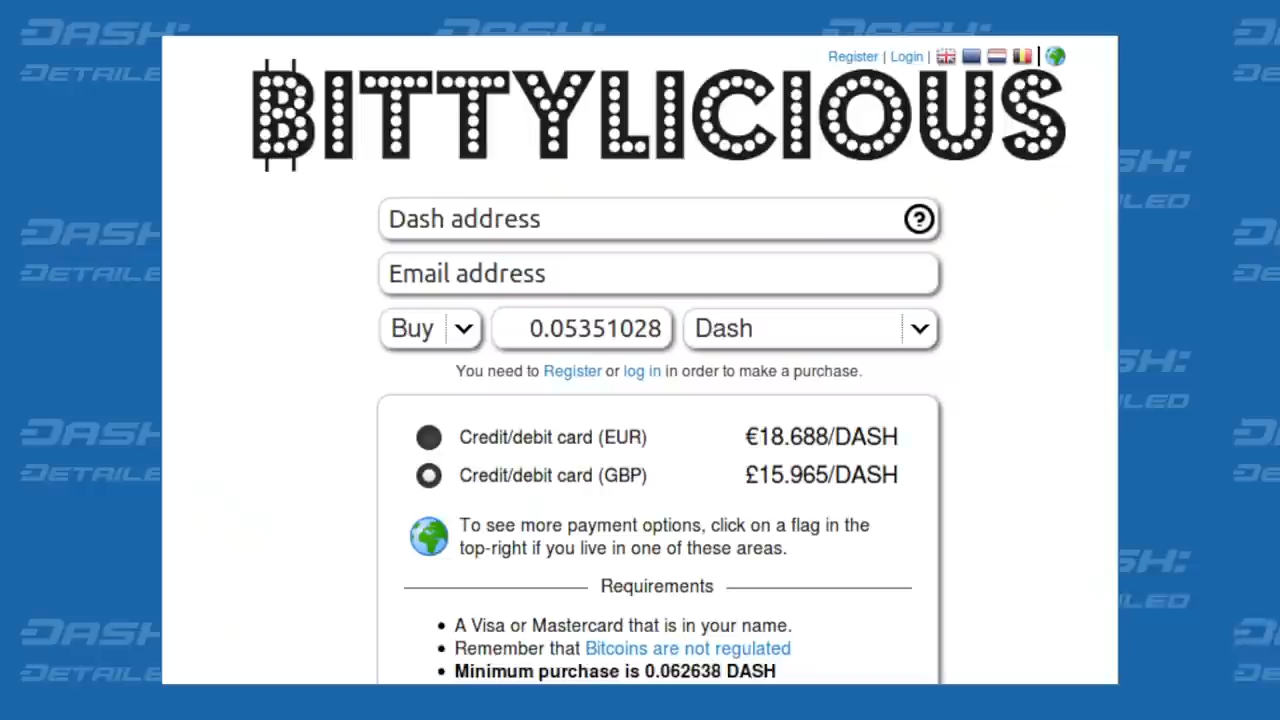 DASH:
DETAILED
Register | Login |
BITTYLICIOUS
Dash address
Email address
Buy 0.05351028 Dash
You need to Register or log in in order to make a purchase.
Credit/debit card (EUR) €18.688/DASH
Credit/debit card (GBP) £15.965/DASH
To see more payment options, click on a flag in the
top-right if you live in one of these areas.
Requirements
• A Visa or Mastercard that is in your name.
• Remember that Bitcoins are not regulated
• Minimum purchase is 0.062638 DASH